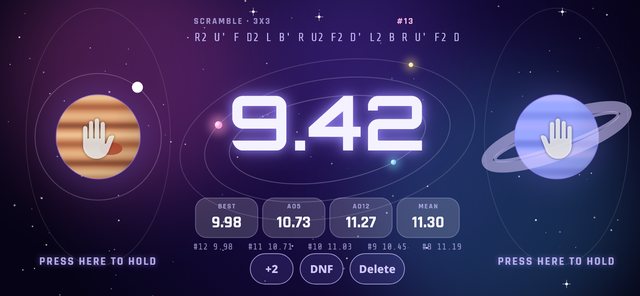 SCRAMBLE · 3X3 #13
R2 U' F D2 L B' R U2 F2 D' L2 B R U' F2 D
9.42
BEST AO5 AO12 MEAN
9.98 10.73 11.27 11.30
#12 9.98 #11 10.71 #10 11.03 #9 10.45 #8 11.19
PRESS HERE TO HOLD PRESS HERE TO HOLD
+2 DNF Delete